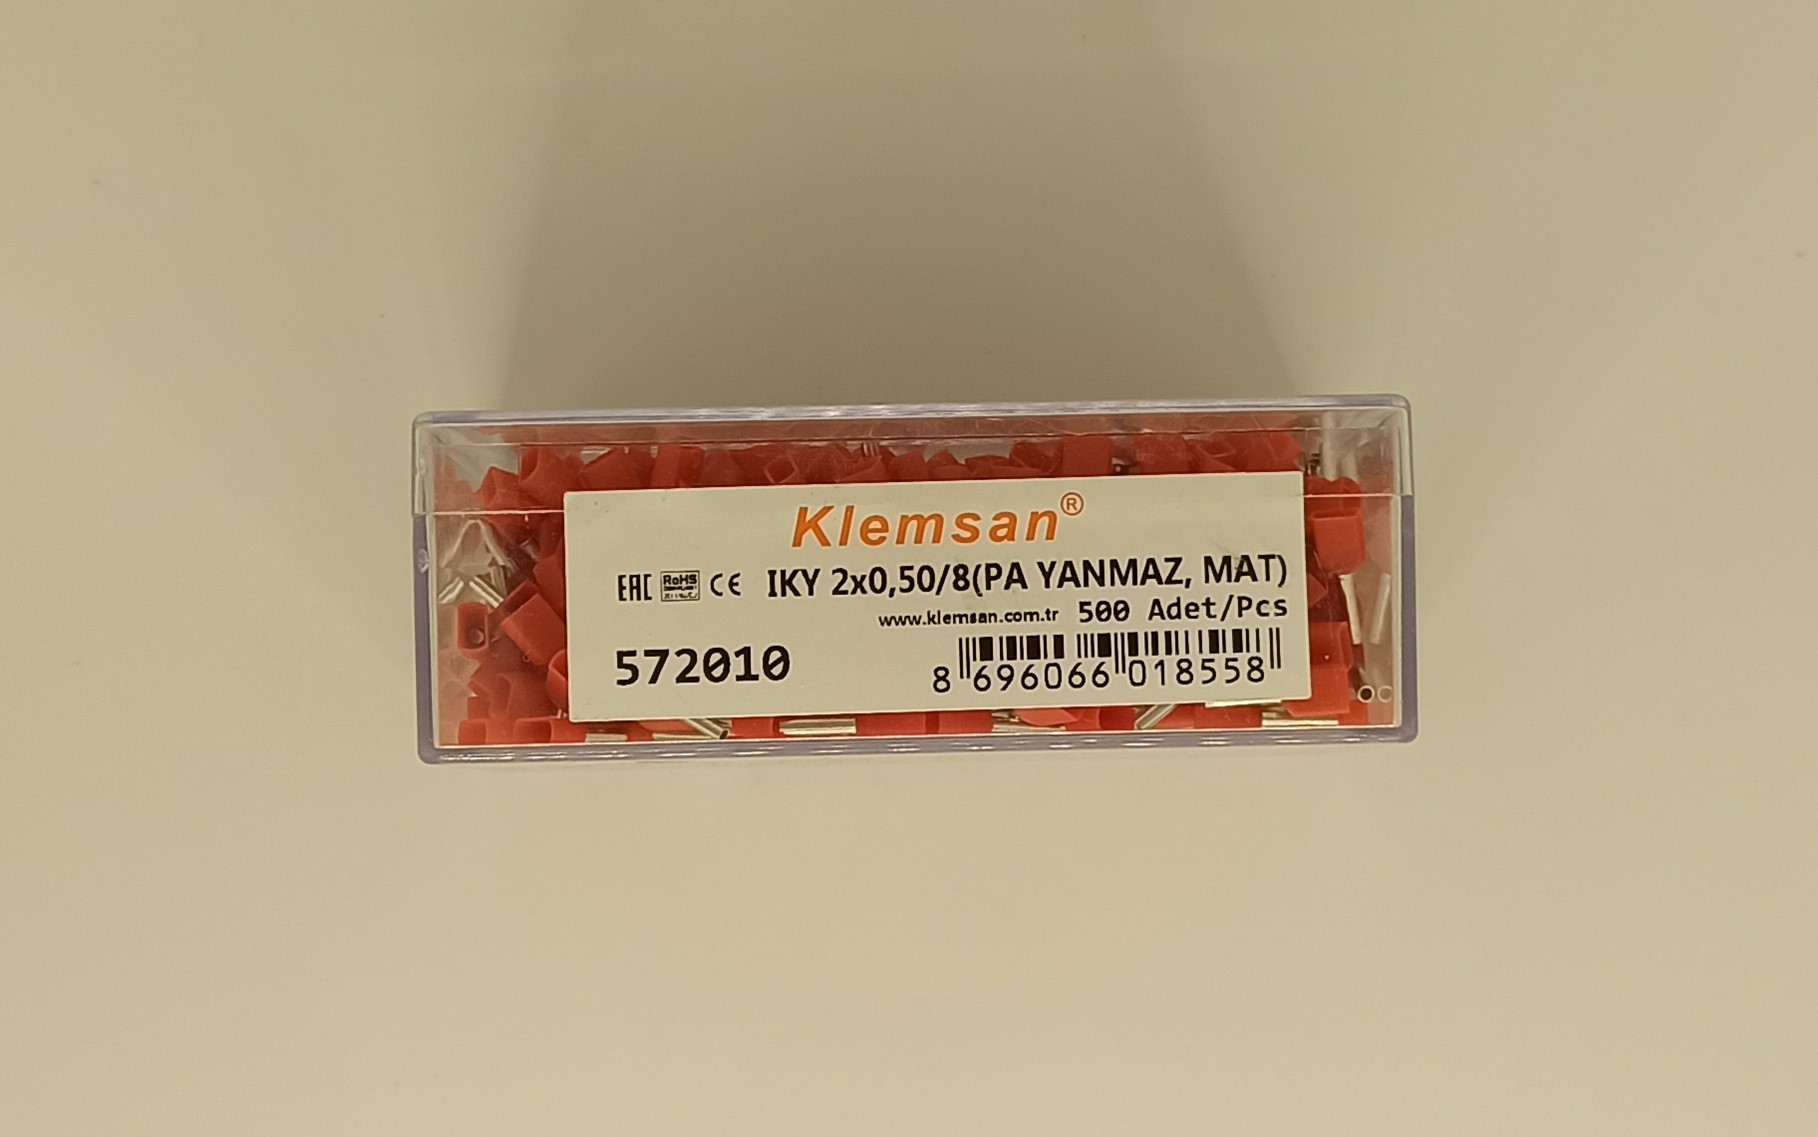 Klemsan®
EAC RoHS CE IKY 2x0,50/8(PA YANMAZ, MAT)
www.klemsan.com.tr 500 Adet/Pcs
572010
8 696066 018558